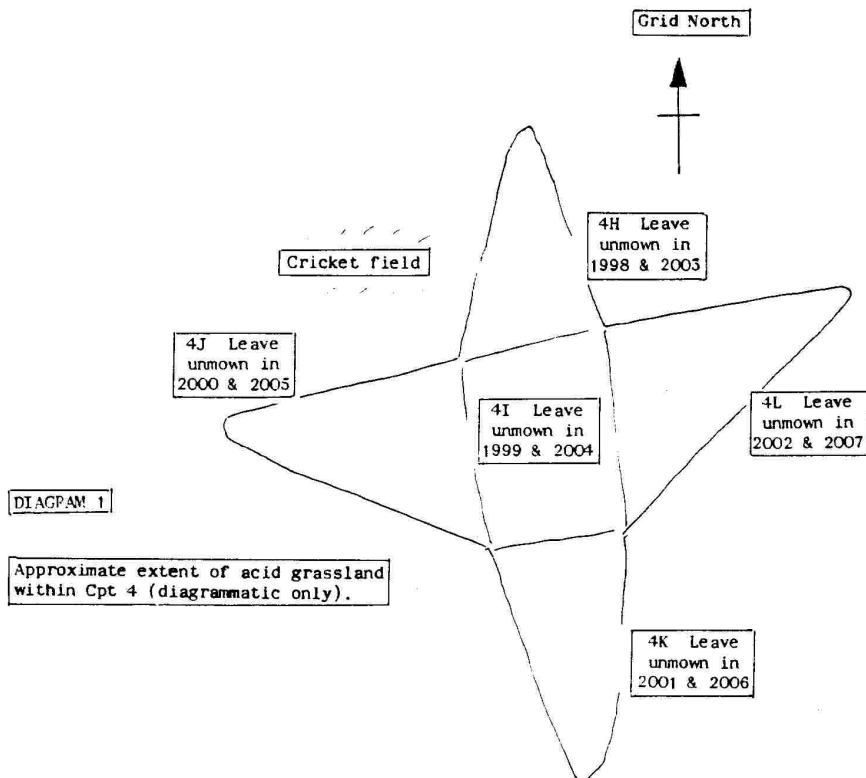 Grid North
4H Leave
unmown in
1998 & 2003
Cricket field
4J Leave
unmown in
2000 & 2005
4I Leave
unmown in
1999 & 2004
4L Leave
unmown in
2002 & 2007
DIAGRAM 1
Approximate extent of acid grassland
within Cpt 4 (diagrammatic only).
4K Leave
unmown in
2001 & 2006